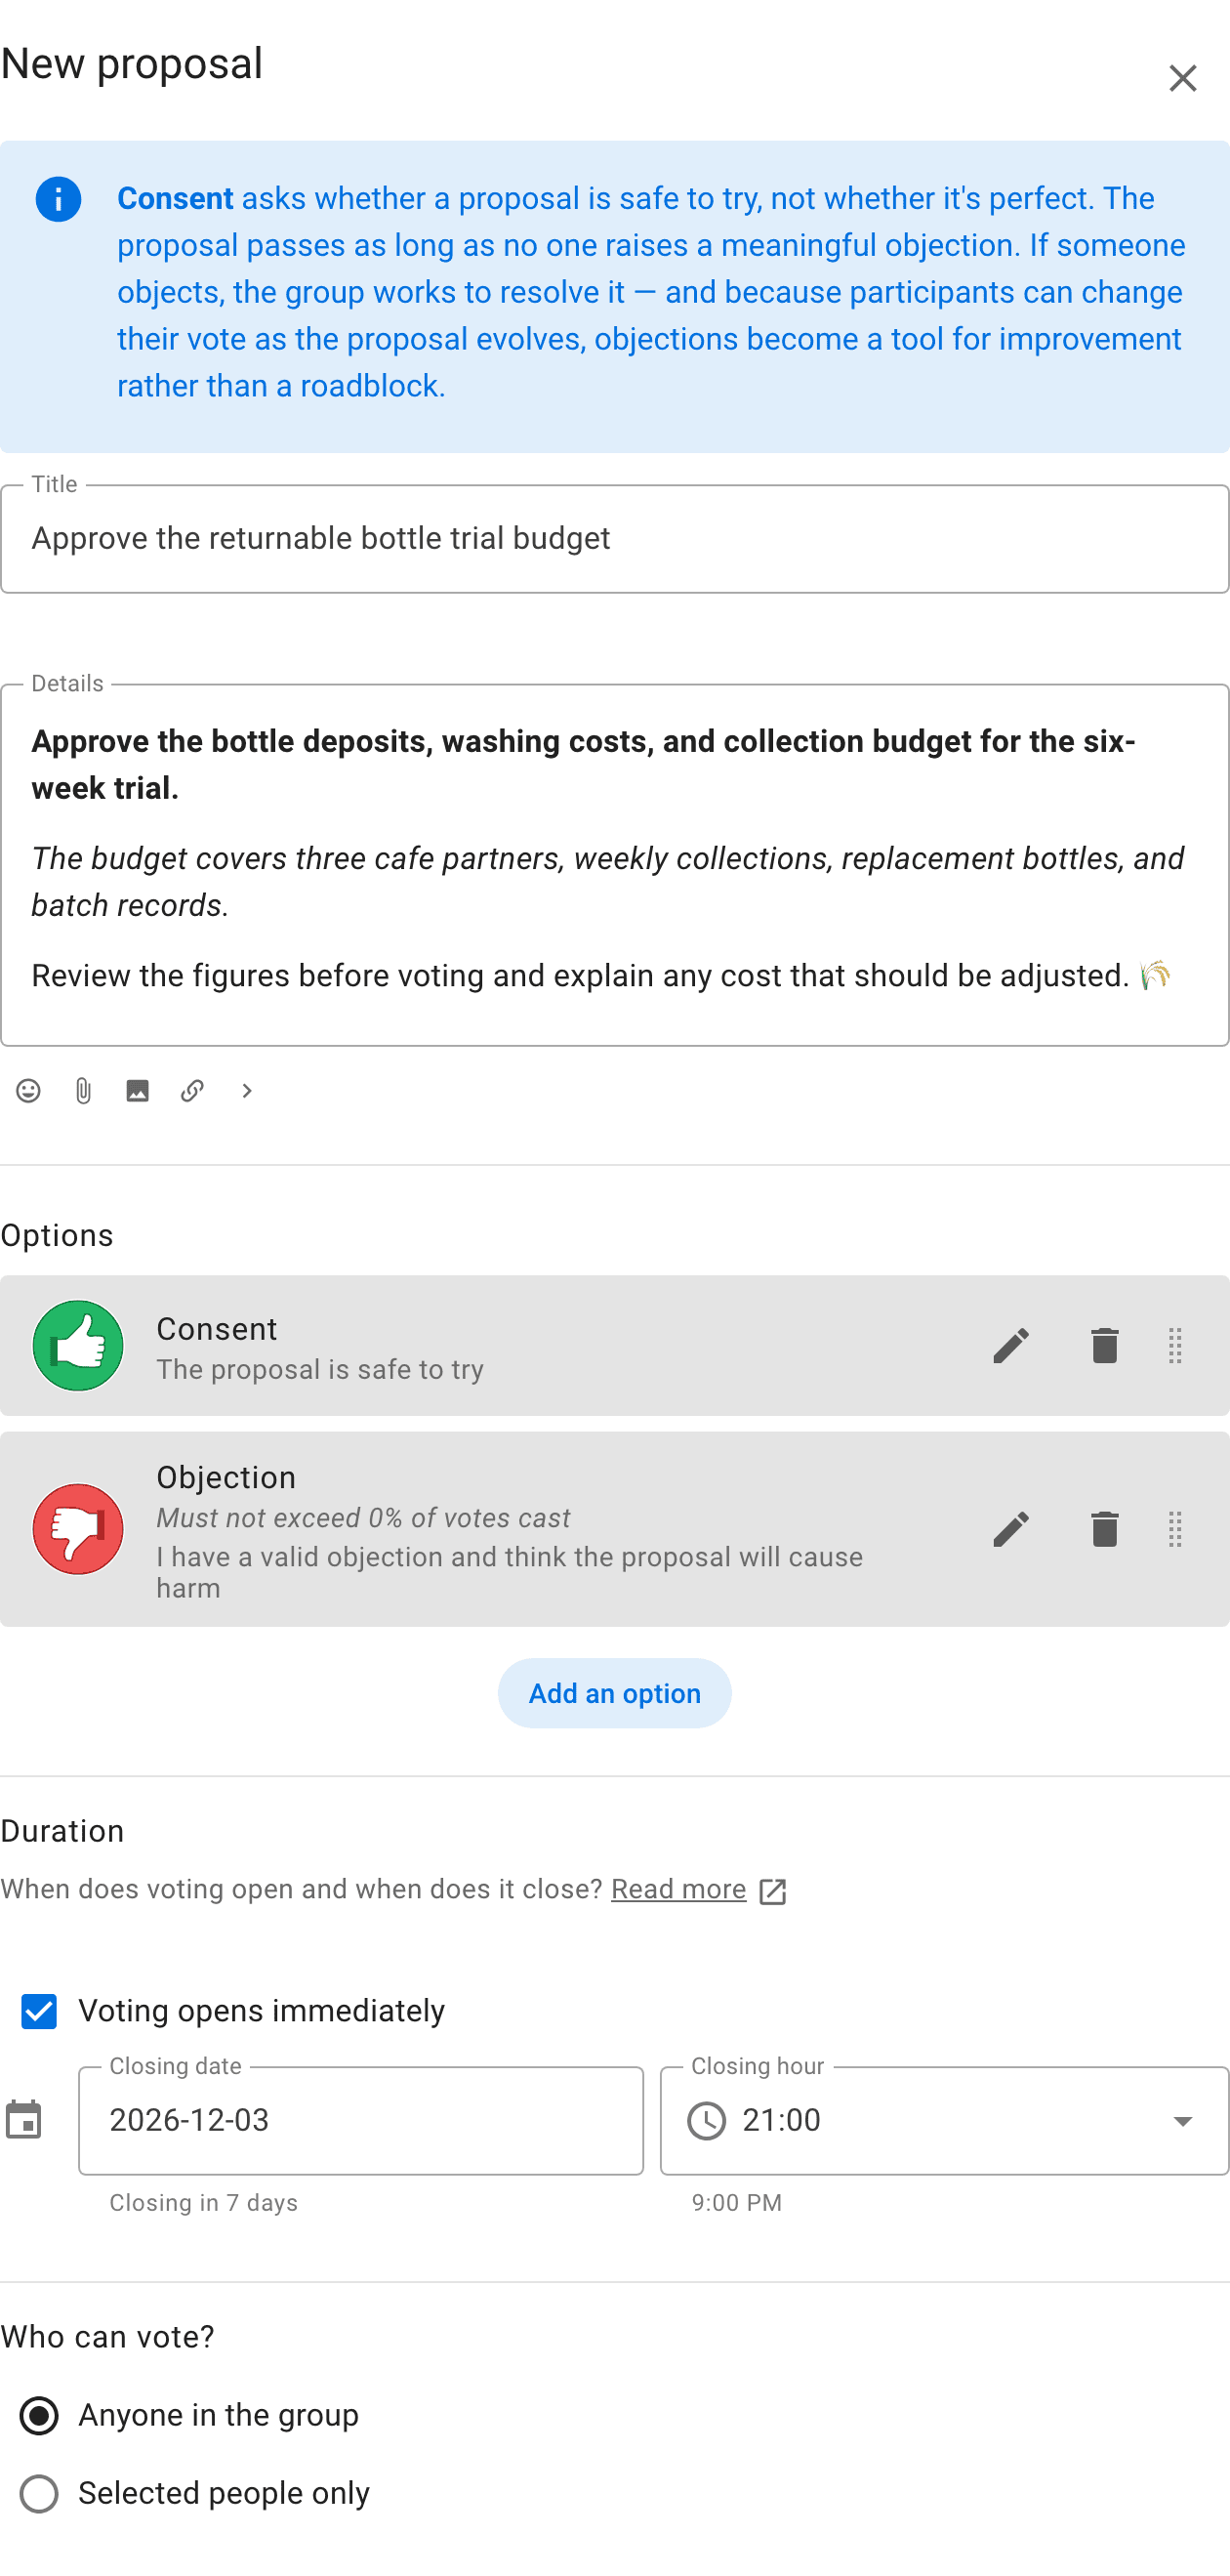 New proposal
Consent asks whether a proposal is safe to try, not whether it's perfect. The
proposal passes as long as no one raises a meaningful objection. If someone
objects, the group works to resolve it — and because participants can change
their vote as the proposal evolves, objections become a tool for improvement
rather than a roadblock.
Title
Approve the returnable bottle trial budget
Details
Approve the bottle deposits, washing costs, and collection budget for the six-
week trial.
The budget covers three cafe partners, weekly collections, replacement bottles, and
batch records.
Review the figures before voting and explain any cost that should be adjusted. 🌾
Options
Consent
The proposal is safe to try
Objection
Must not exceed 0% of votes cast
I have a valid objection and think the proposal will cause
harm
Add an option
Duration
When does voting open and when does it close? Read more
Voting opens immediately
Closing date
2026-12-03
Closing in 7 days
Closing hour
21:00
9:00 PM
Who can vote?
Anyone in the group
Selected people only